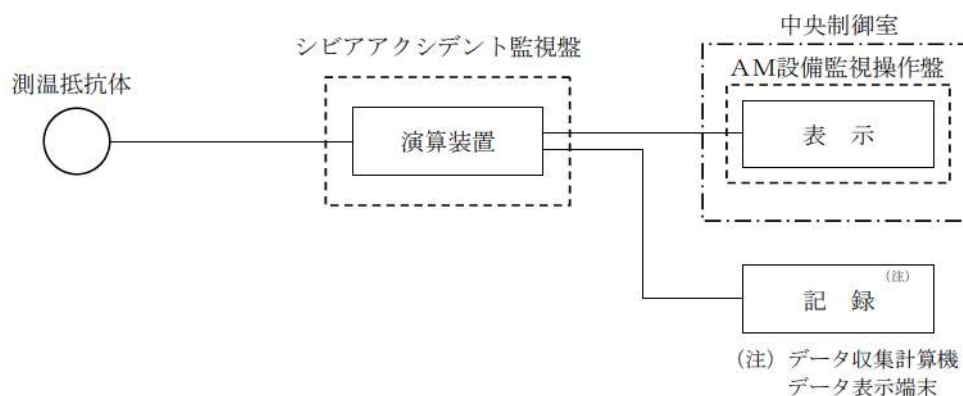 中央制御室
シビアアクシデント監視盤
AM設備監視操作盤
測温抵抗体
演算装置
表 示
記 録 (注)
(注) データ収集計算機
データ表示端末